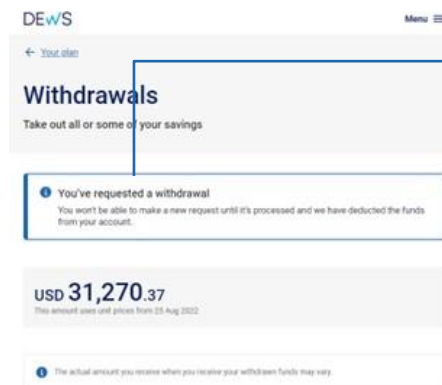 DEWS
Menu
Your plan
Withdrawals
Take out all or some of your savings
You've requested a withdrawal
You won't be able to make a new request until it's processed and we have deducted the funds
from your account.
USD 31,270.37
This amount uses unit prices from 25 Aug 2022
The actual amount you receive when you receive your withdrawn funds may vary.